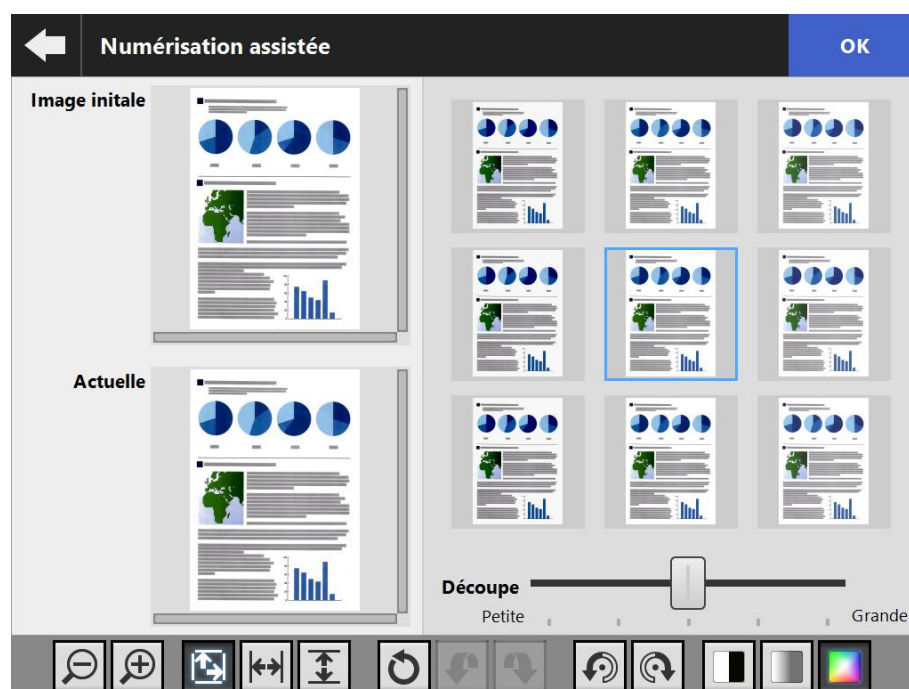 Numérisation assistée
OK
Image initale
Actuelle
Découpe
Petite
Grande